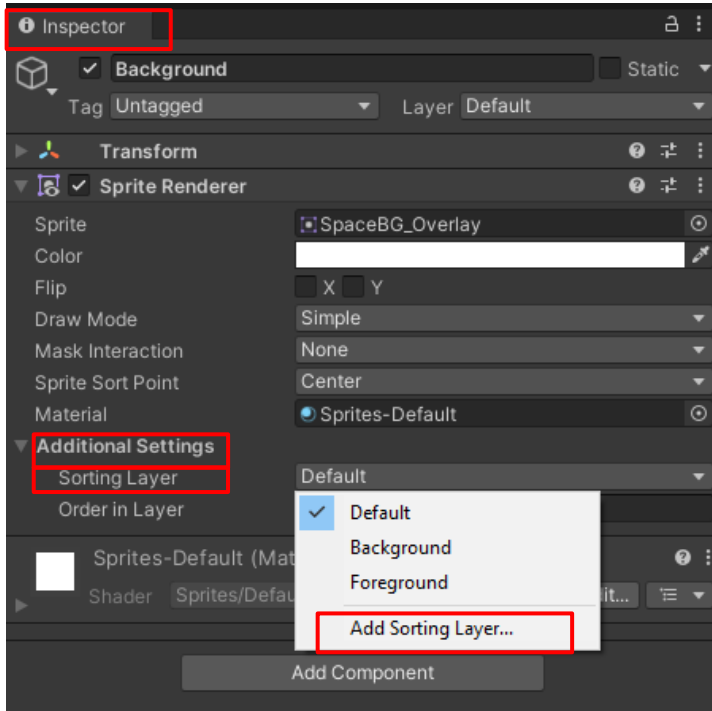 Inspector
Background Static
Tag Untagged Layer Default
Transform
Sprite Renderer
Sprite SpaceBG_Overlay
Color
Flip X Y
Draw Mode Simple
Mask Interaction None
Sprite Sort Point Center
Material Sprites-Default
Additional Settings
Sorting Layer Default
Order in Layer
Default
Background
Foreground
Add Sorting Layer...
Sprites-Default (Mat
Shader Sprites/Defau it...
Add Component